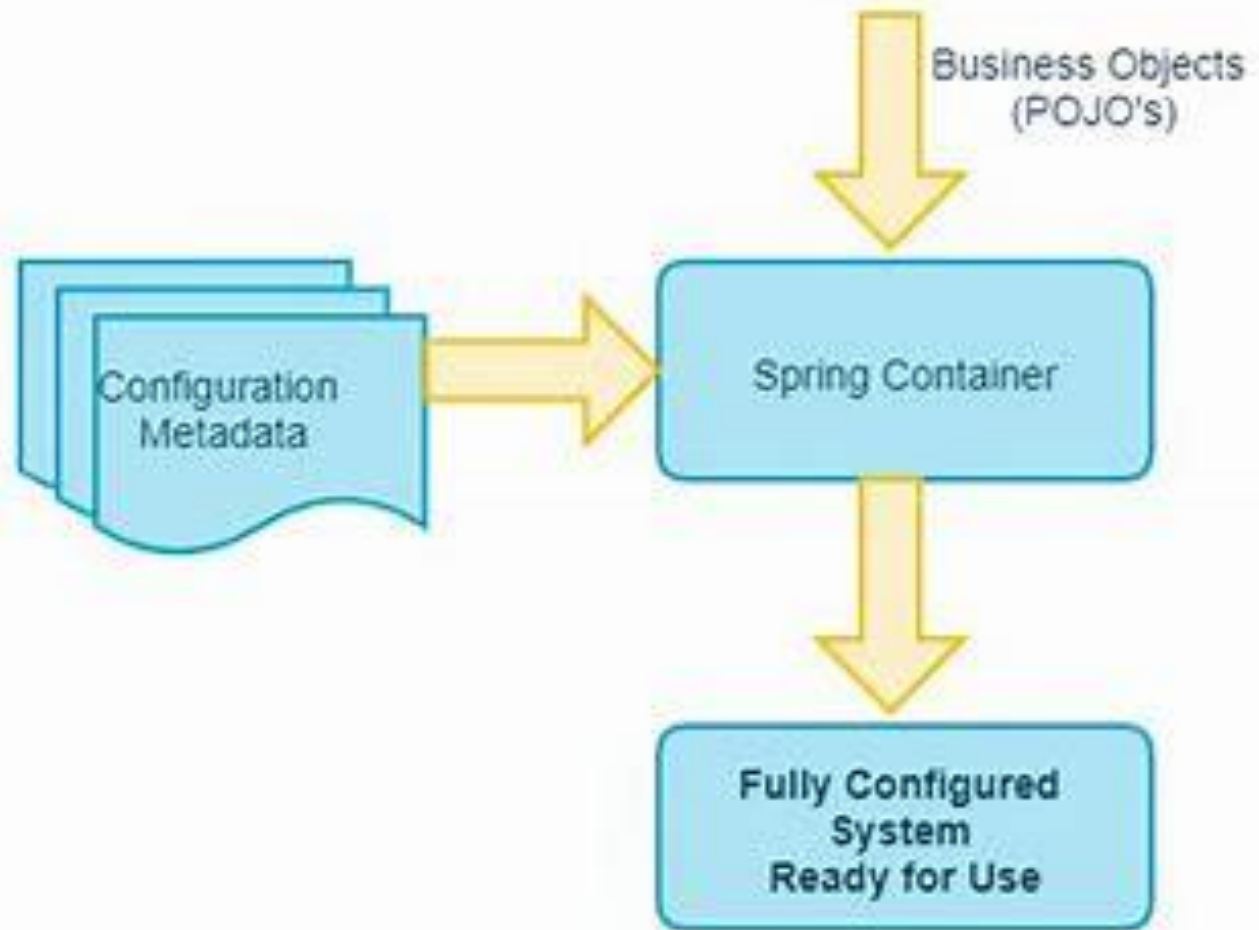 Business Objects
(POJO's)
Configuration
Metadata
Spring Container
Fully Configured
System
Ready for Use